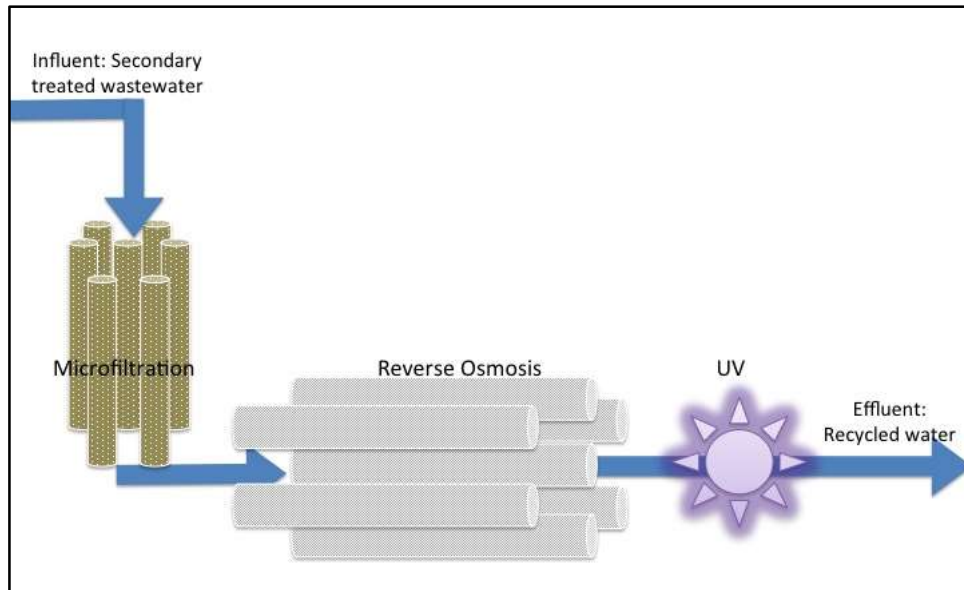 Influent: Secondary
treated wastewater
Microfiltration
Reverse Osmosis
UV
Effluent:
Recycled water